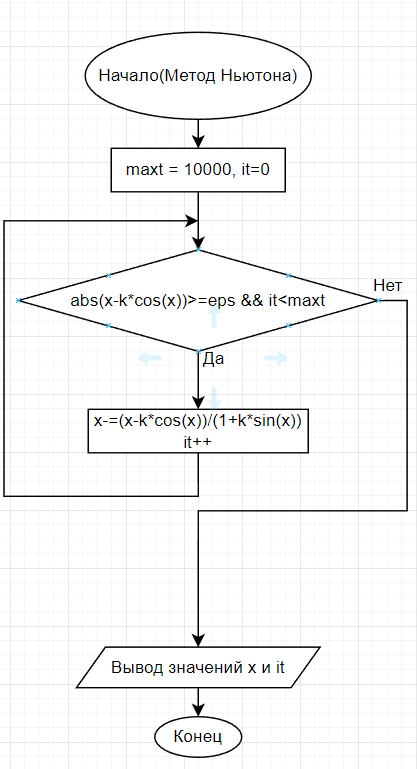 Начало(Метод Ньютона)
maxt = 10000, it=0
abs(x-k*cos(x))>=eps && it<maxt
Нет
Да
x-=(x-k*cos(x))/(1+k*sin(x))
it++
Вывод значений x и it
Конец